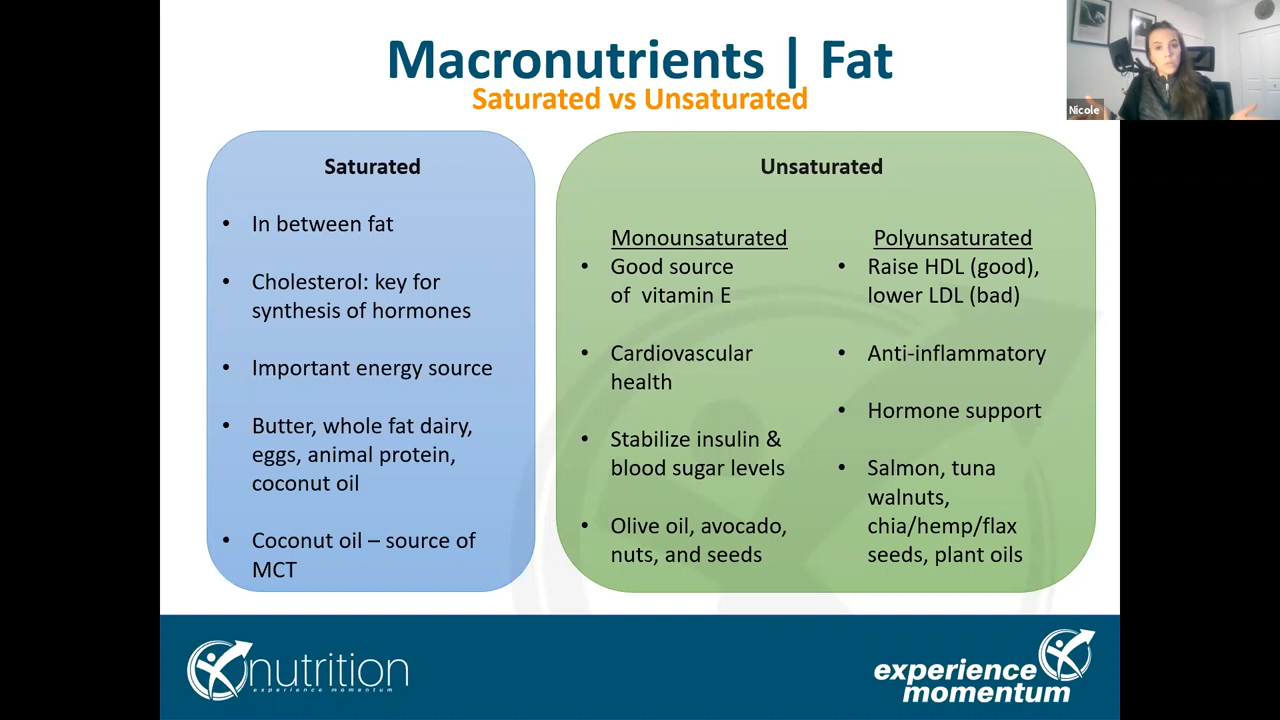 Macronutrients | Fat
Saturated vs Unsaturated
Nicole
Saturated
• In between fat
• Cholesterol: key for
synthesis of hormones
• Important energy source
• Butter, whole fat dairy,
eggs, animal protein,
coconut oil
• Coconut oil – source of
MCT
Unsaturated
Monounsaturated
• Good source
of vitamin E
• Cardiovascular
health
• Stabilize insulin &
blood sugar levels
• Olive oil, avocado,
nuts, and seeds
Polyunsaturated
• Raise HDL (good),
lower LDL (bad)
• Anti-inflammatory
• Hormone support
• Salmon, tuna
walnuts,
chia/hemp/flax
seeds, plant oils
nutrition
experience momentum
experience
momentum